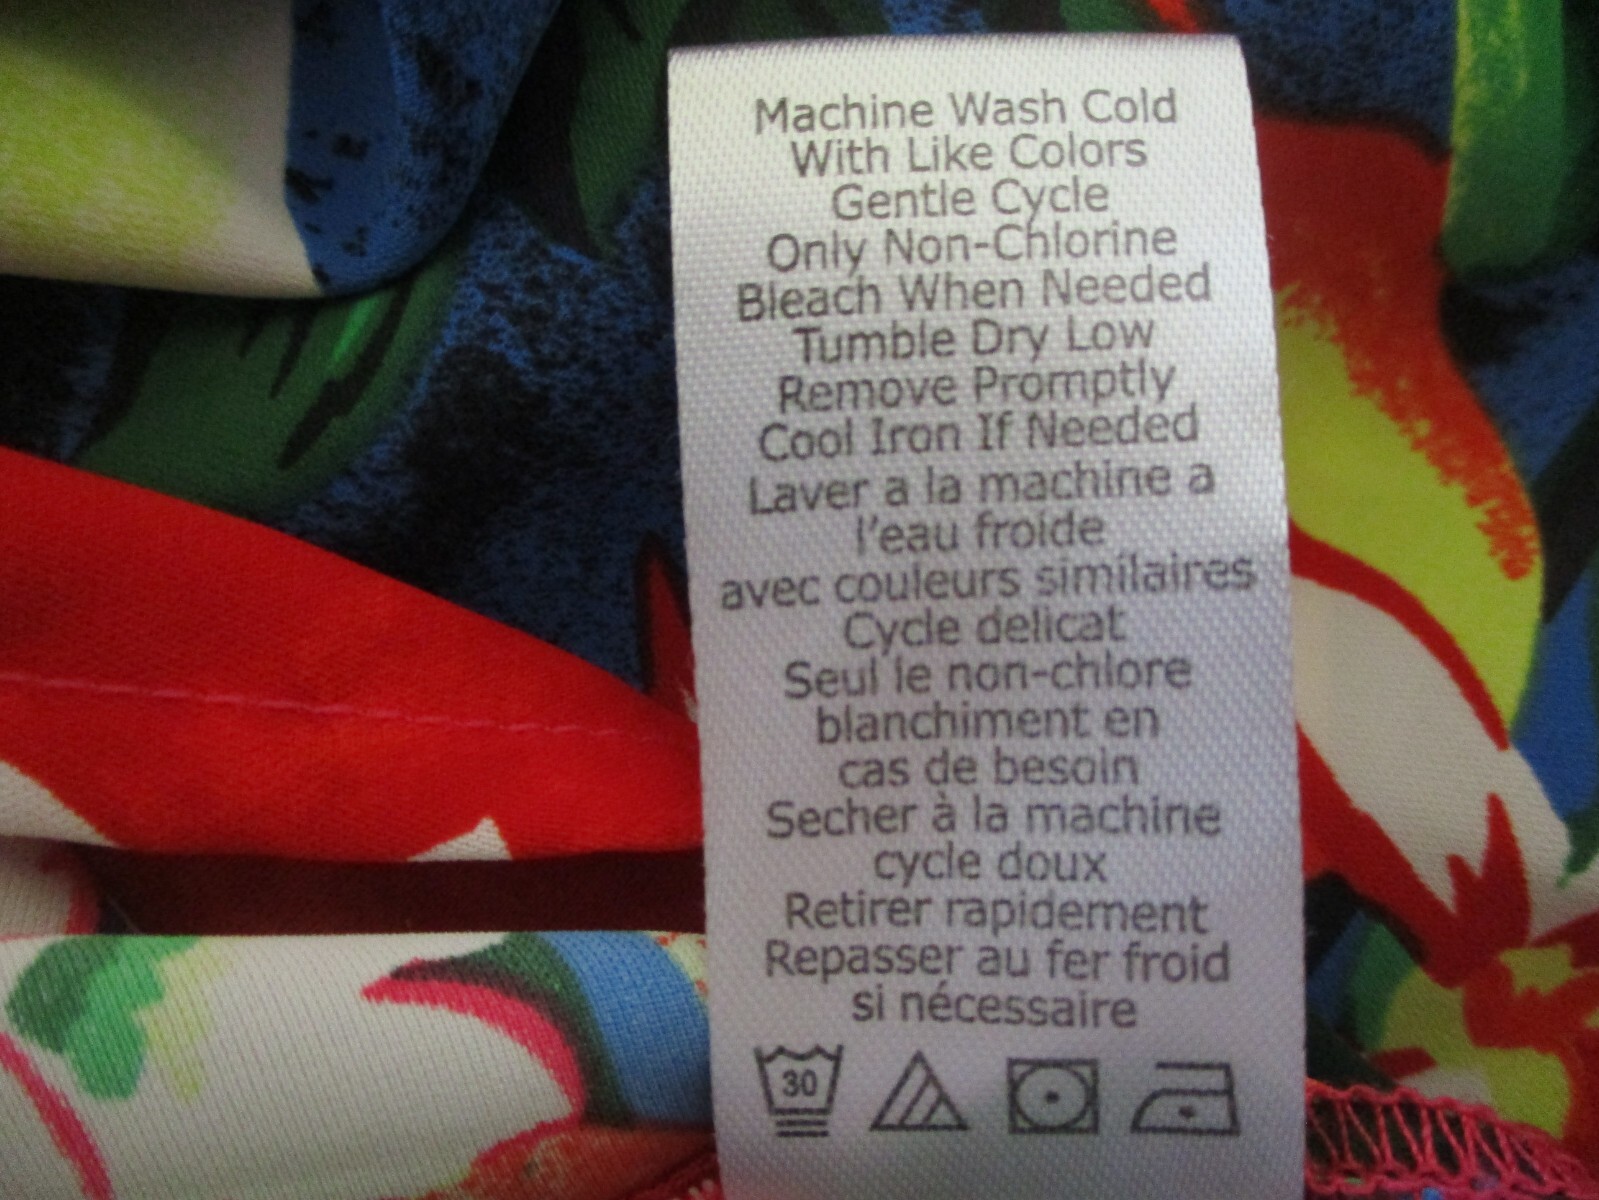 Machine Wash Cold
With Like Colors
Gentle Cycle
Only Non-Chlorine
Bleach When Needed
Tumble Dry Low
Remove Promptly
Cool Iron If Needed
Laver a la machine a
l'eau froide
avec couleurs similaires
Cycle delicat
Seul le non-chlore
blanchiment en
cas de besoin
Secher à la machine
cycle doux
Retirer rapidement
Repasser au fer froid
si nécessaire
30